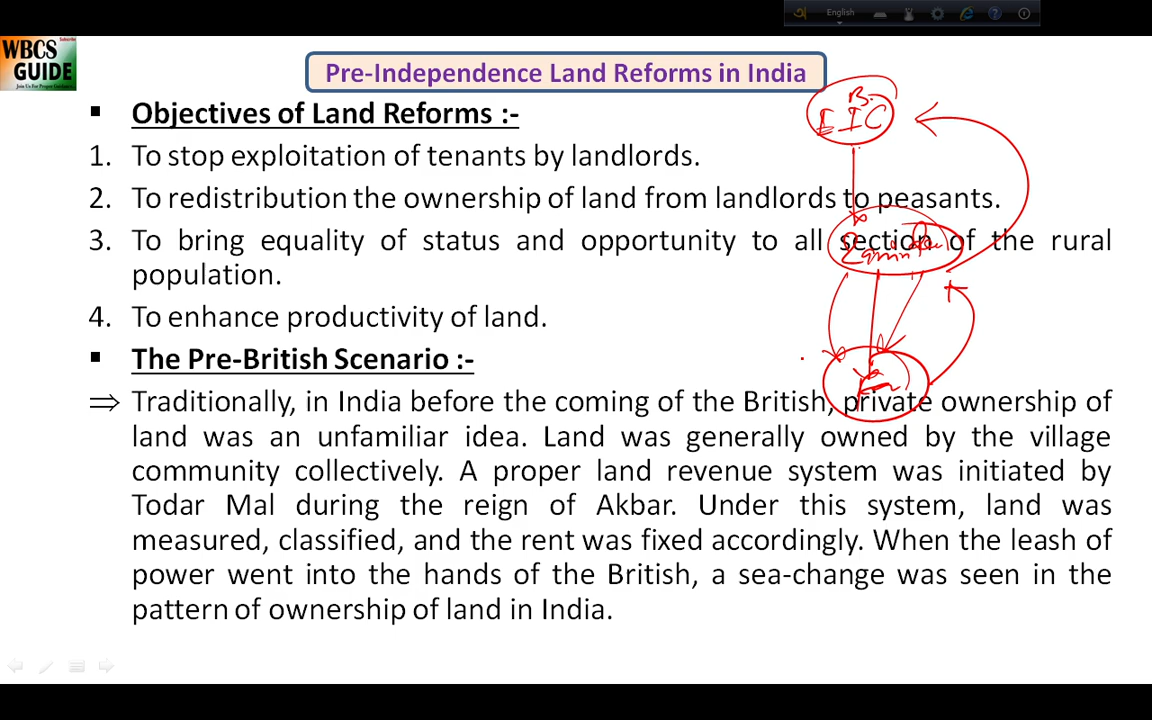 English
WBCS
GUIDE
Pre-Independence Land Reforms in India
▪ Objectives of Land Reforms :-
1. To stop exploitation of tenants by landlords.
2. To redistribution the ownership of land from landlords to peasants.
3. To bring equality of status and opportunity to all section of the rural
population.
4. To enhance productivity of land.
▪ The Pre-British Scenario :-
⇒ Traditionally, in India before the coming of the British, private ownership of
land was an unfamiliar idea. Land was generally owned by the village
community collectively. A proper land revenue system was initiated by
Todar Mal during the reign of Akbar. Under this system, land was
measured, classified, and the rent was fixed accordingly. When the leash of
power went into the hands of the British, a sea-change was seen in the
pattern of ownership of land in India.
B.
EIC